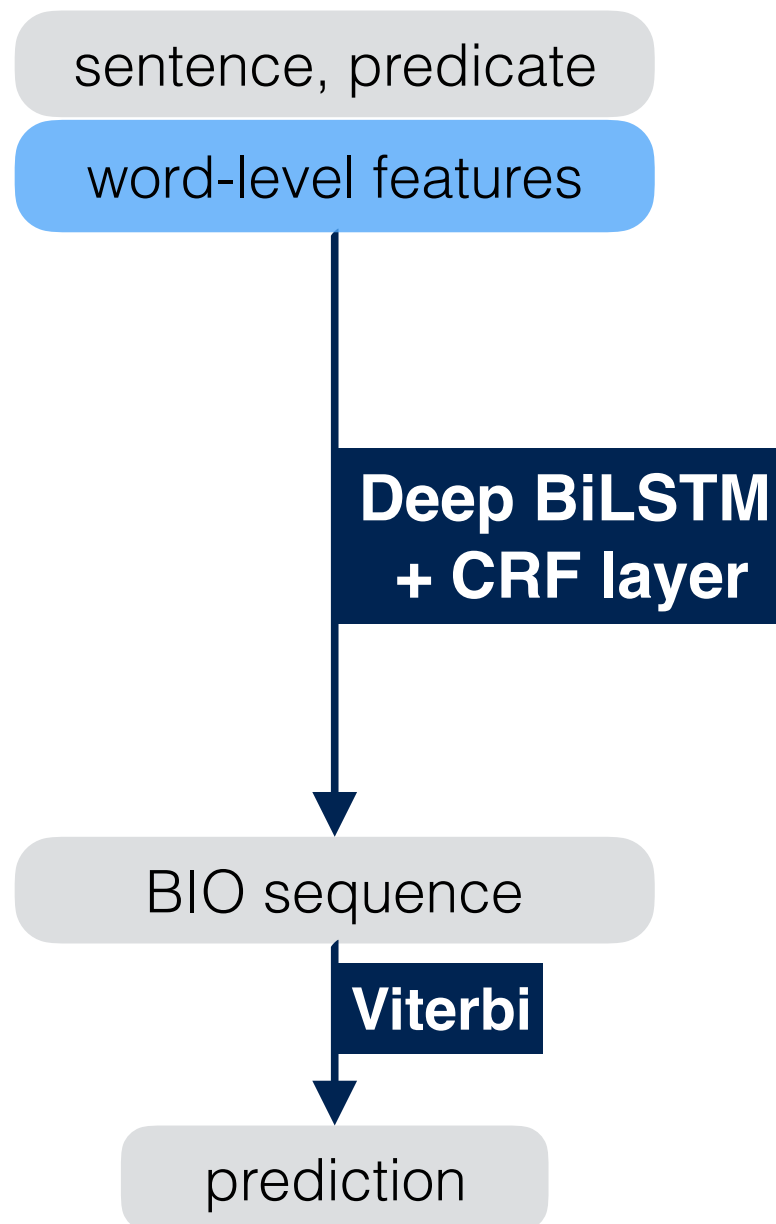 sentence, predicate
word-level features
Deep BiLSTM
+ CRF layer
BIO sequence
Viterbi
prediction